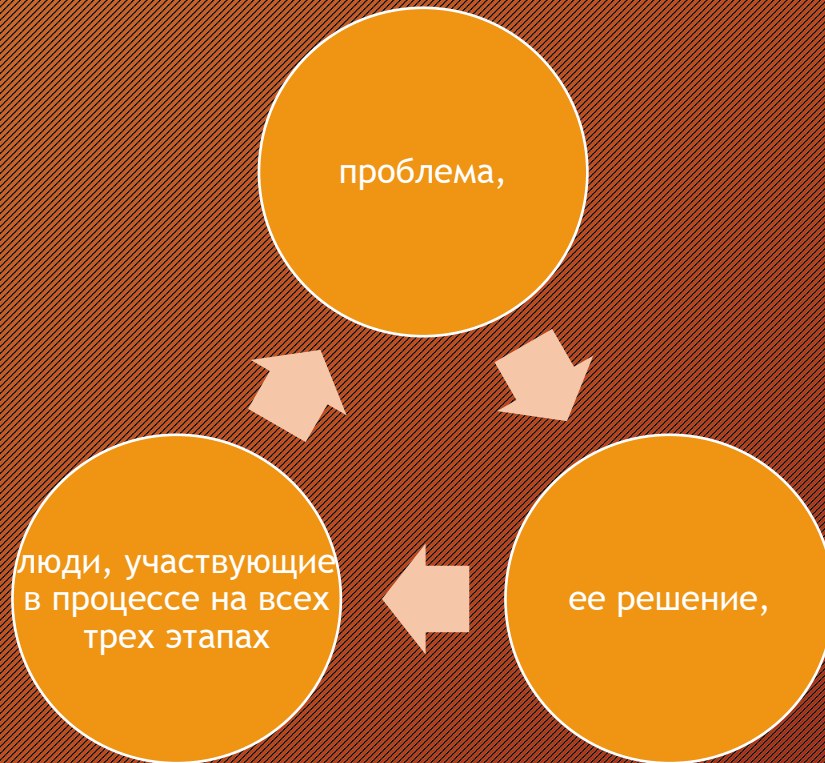 проблема,
ее решение,
люди, участвующие
в процессе на всех
трех этапах